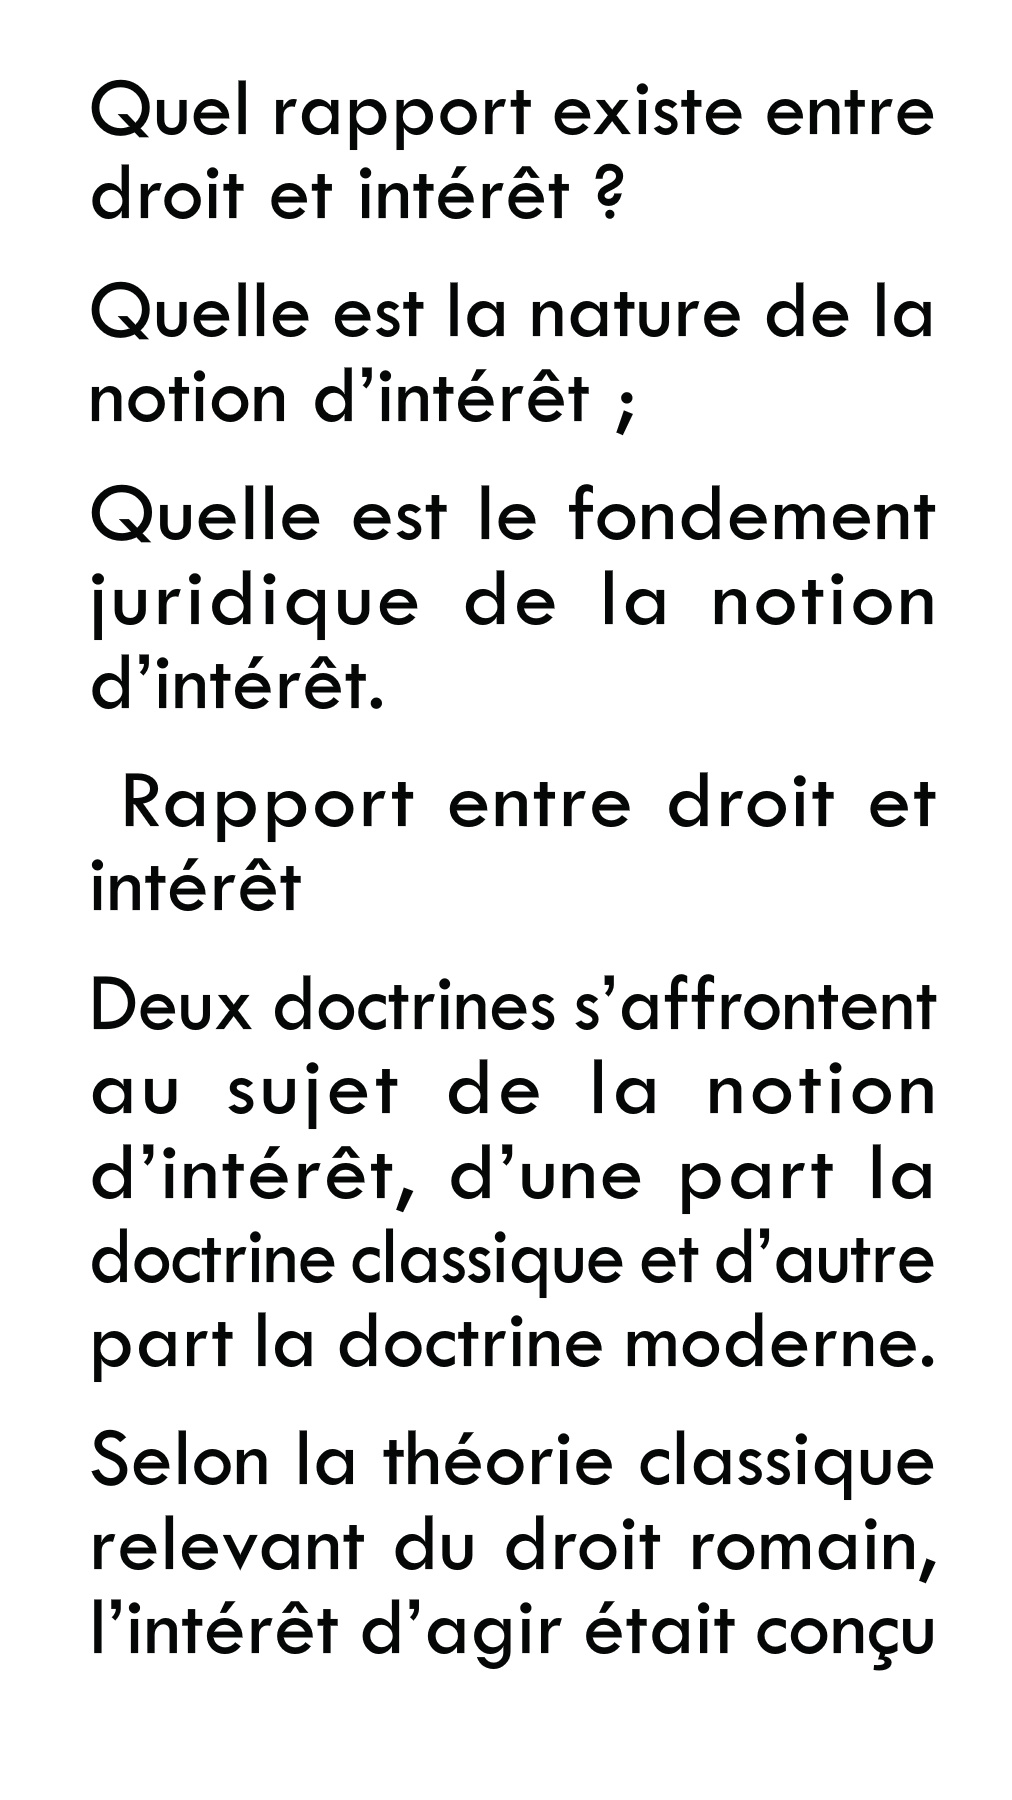 Quel rapport existe entre
droit et intérêt ?
Quelle est la nature de la
notion d’intérêt ;
Quelle est le fondement
juridique de la notion
d’intérêt.
Rapport entre droit et
intérêt
Deux doctrines s’affrontent
au sujet de la notion
d’intérêt, d’une part la
doctrine classique et d’autre
part la doctrine moderne.
Selon la théorie classique
relevant du droit romain,
l’intérêt d’agir était conçu